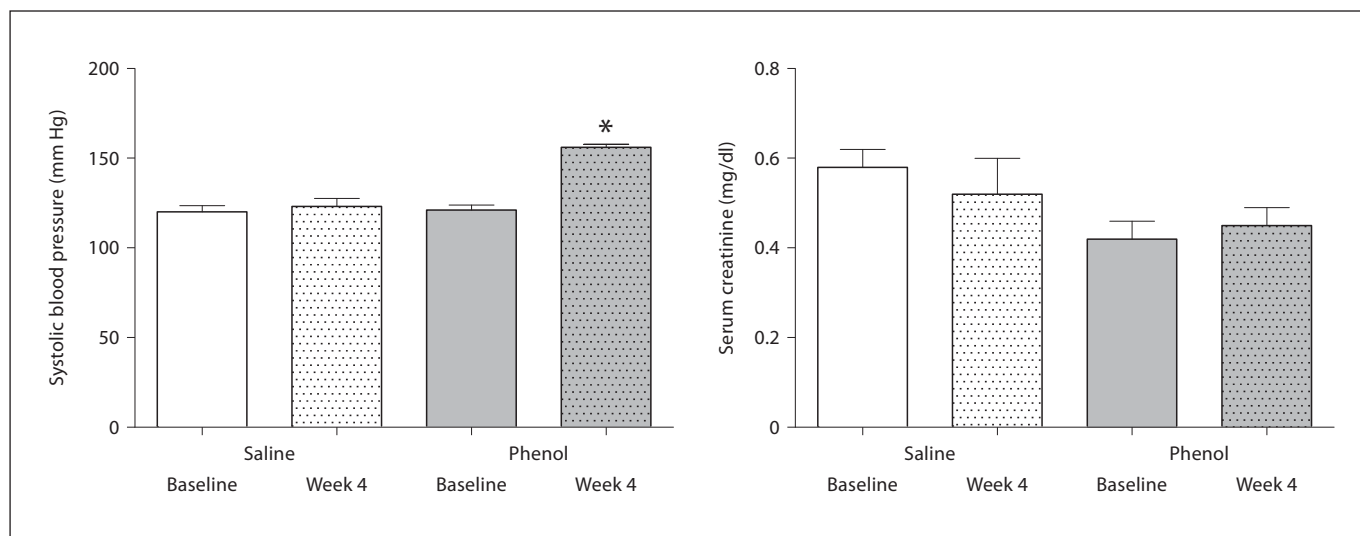 Systolic blood pressure (mm Hg)
200
150
100
50
0
*
Saline
Phenol
Baseline
Week 4
Baseline
Week 4
Serum creatinine (mg/dl)
0.8
0.6
0.4
0.2
0
Saline
Phenol
Baseline
Week 4
Baseline
Week 4